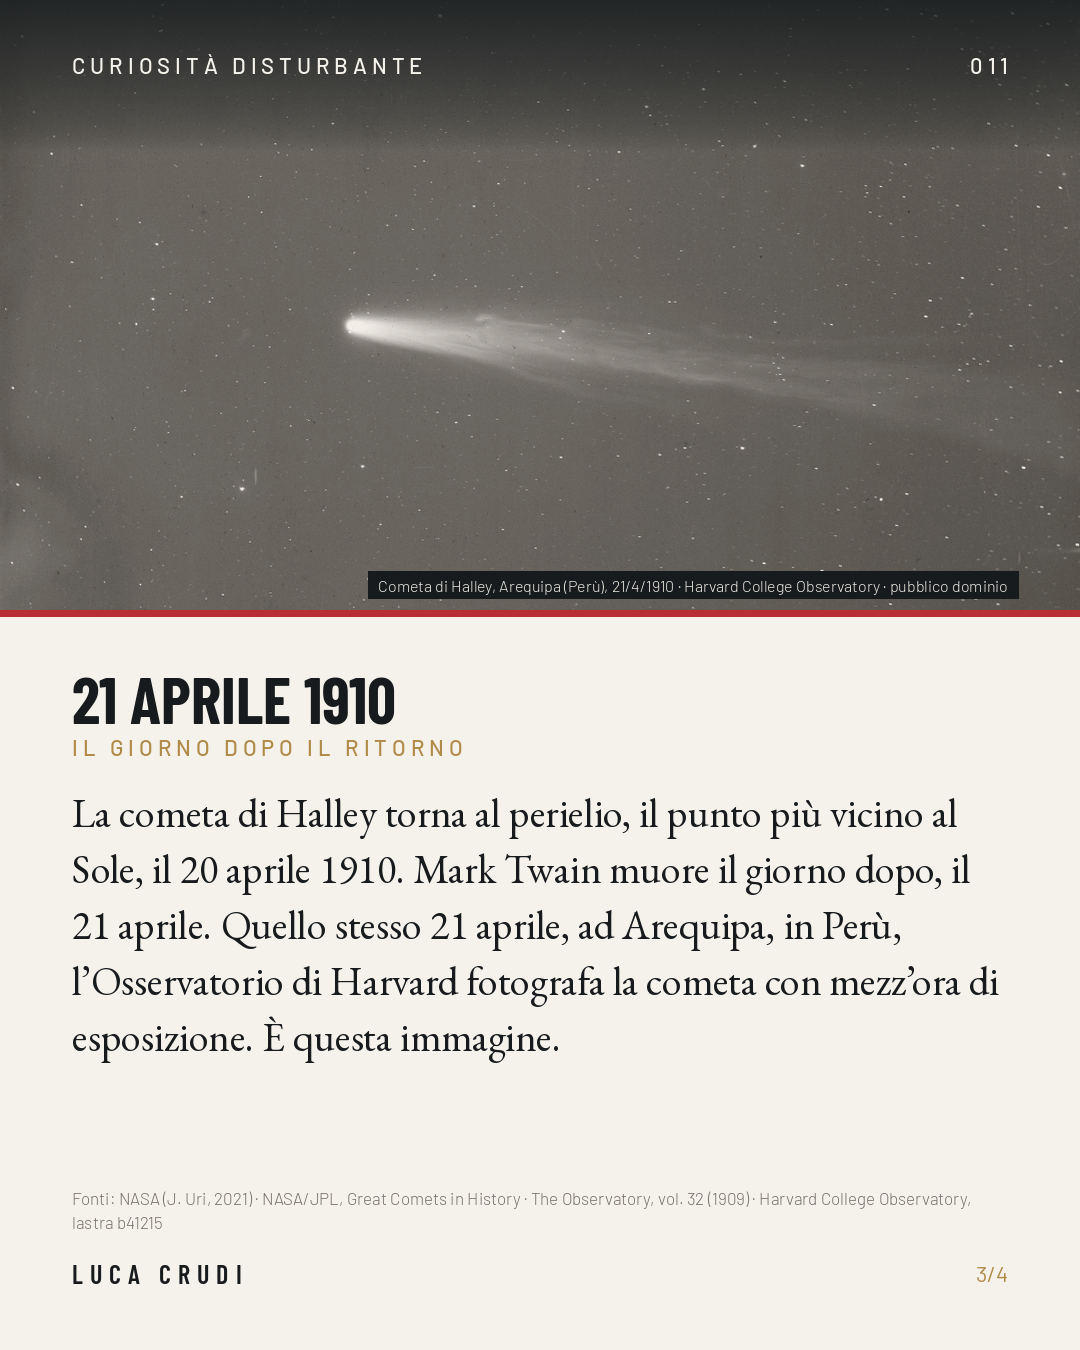 CURIOSITÀ DISTURBANTE
011
Cometa di Halley, Arequipa (Perù), 21/4/1910 · Harvard College Observatory · pubblico dominio
21 APRILE 1910
IL GIORNO DOPO IL RITORNO
La cometa di Halley torna al perielio, il punto più vicino al
Sole, il 20 aprile 1910. Mark Twain muore il giorno dopo, il
21 aprile. Quello stesso 21 aprile, ad Arequipa, in Perù,
l’Osservatorio di Harvard fotografa la cometa con mezz’ora di
esposizione. È questa immagine.
Fonti: NASA (J. Uri, 2021) · NASA/JPL, Great Comets in History · The Observatory, vol. 32 (1909) · Harvard College Observatory,
lastra b41215
LUCA CRUDI
3/4